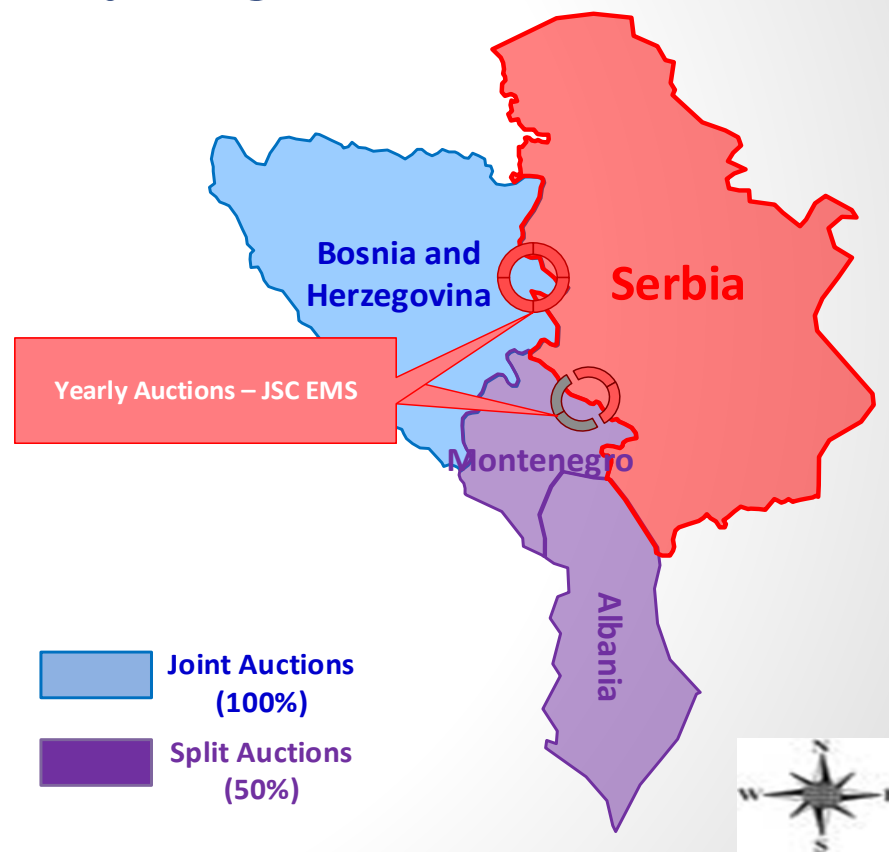 Bosnia and
Herzegovina
Serbia
Yearly Auctions – JSC EMS
Montenegro
Albania
Joint Auctions
(100%)
Split Auctions
(50%)
N
W
S